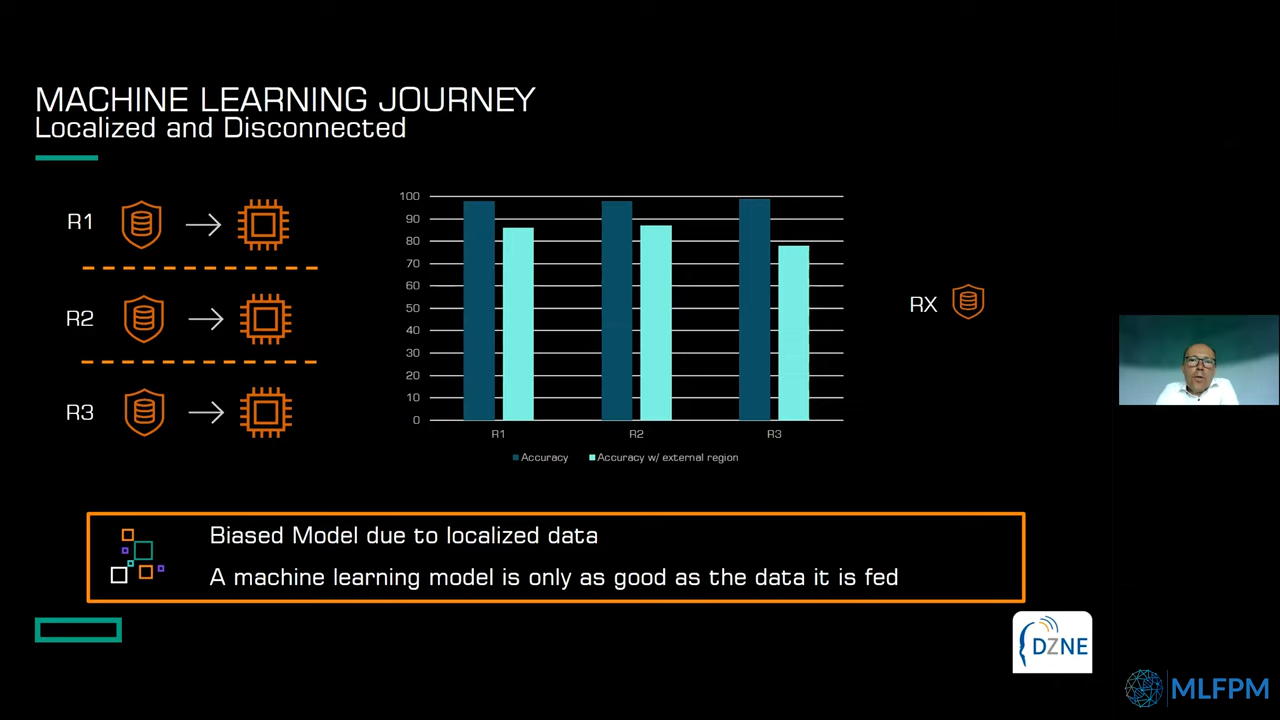 MACHINE LEARNING JOURNEY
Localized and Disconnected
R1
R2
R3
100
90
80
70
60
50
40
30
20
10
0
R1 R2 R3
Accuracy Accuracy w/ external region
RX
Biased Model due to localized data
A machine learning model is only as good as the data it is fed
DZNE
MLFPM